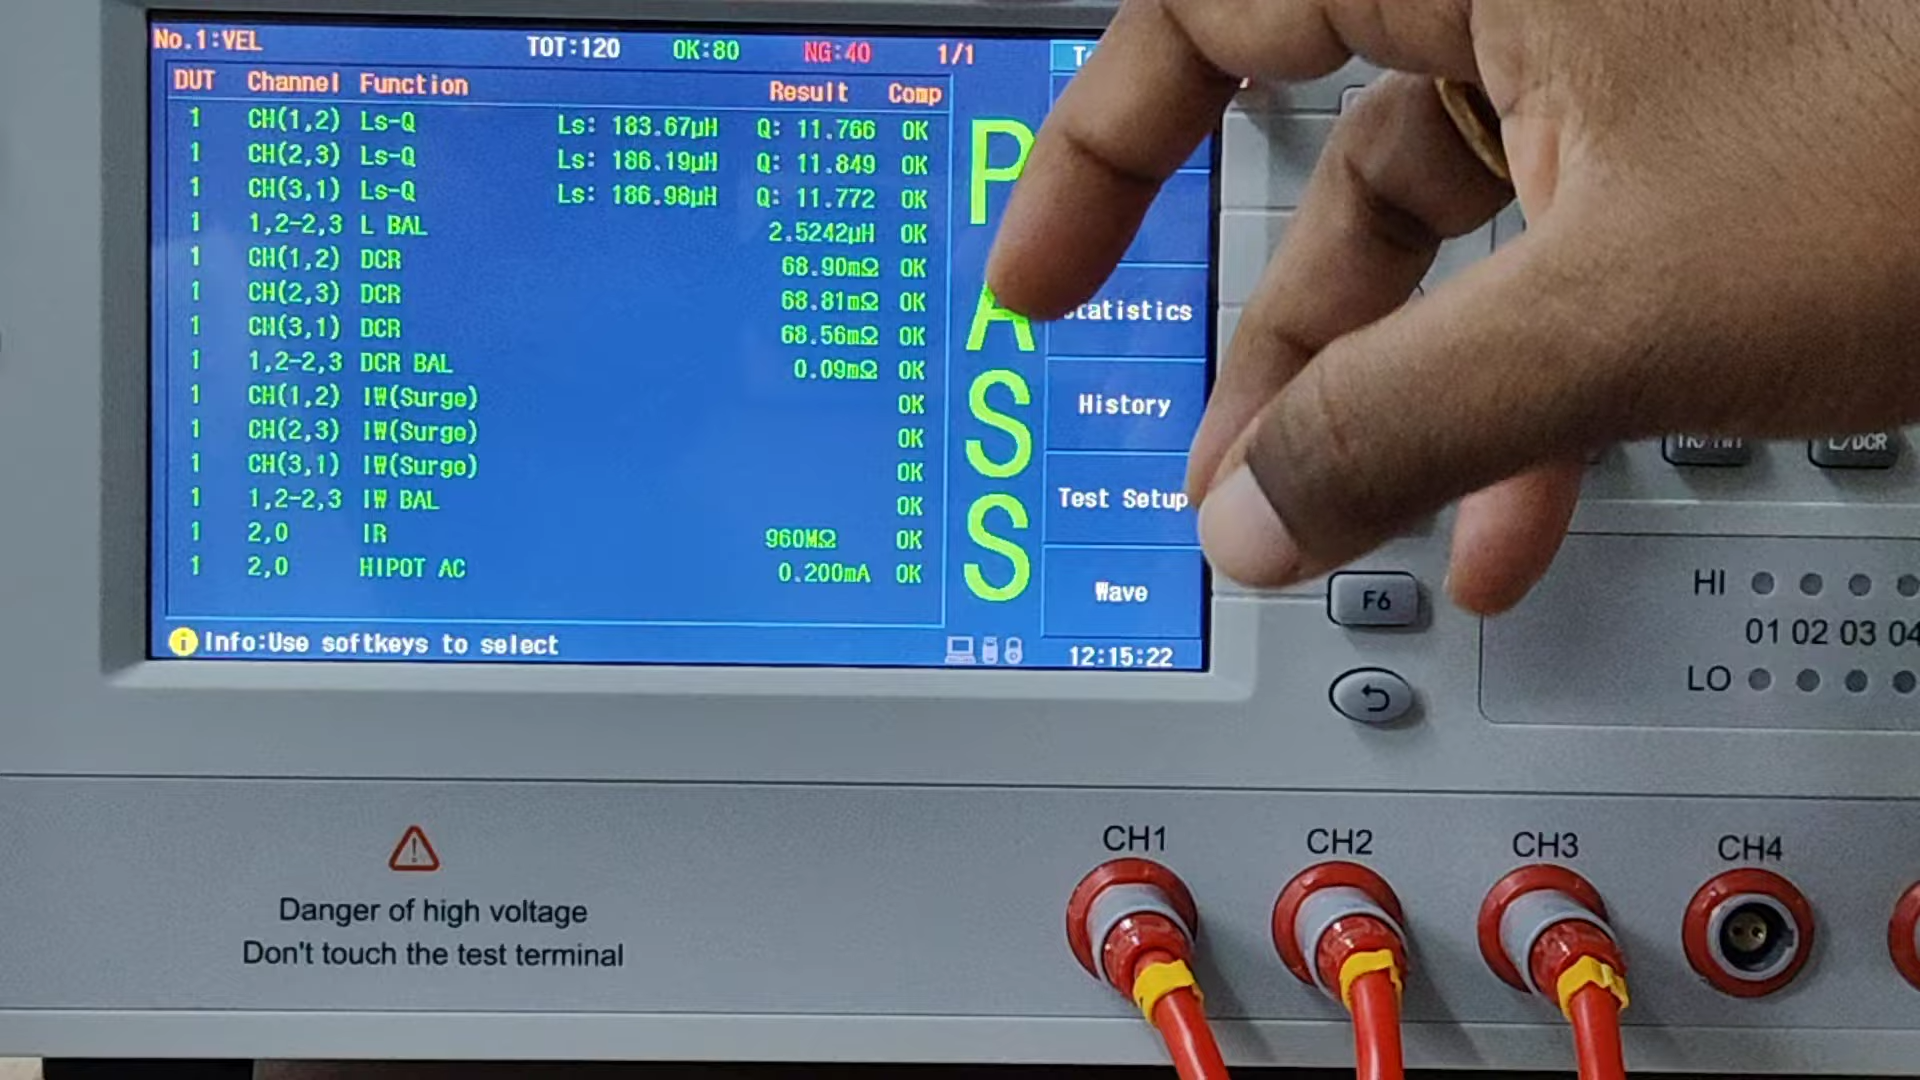 No.1:VEL TOT:120 OK:80 NG:40 1/1
DUT Channel Function Result Comp
1 CH(1,2) Ls-Q Ls: 183.67µH Q: 11.766 OK
1 CH(2,3) Ls-Q Ls: 186.19µH Q: 11.849 OK
1 CH(3,1) Ls-Q Ls: 186.98µH Q: 11.772 OK
1 1,2-2,3 L BAL 2.5242µH OK
1 CH(1,2) DCR 68.90mΩ OK
1 CH(2,3) DCR 68.81mΩ OK
1 CH(3,1) DCR 68.56mΩ OK
1 1,2-2,3 DCR BAL 0.09mΩ OK
1 CH(1,2) IW(Surge) OK
1 CH(2,3) IW(Surge) OK
1 CH(3,1) IW(Surge) OK
1 1,2-2,3 IW BAL OK
1 2,0 IR 960MΩ OK
1 2,0 HIPOT AC 0.200mA OK
PASS
Statistics
History
Test Setup
Wave
Info:Use softkeys to select
12:15:22
L/DCR
F6
HI
01 02 03 04
LO
CH1 CH2 CH3 CH4
Danger of high voltage
Don't touch the test terminal